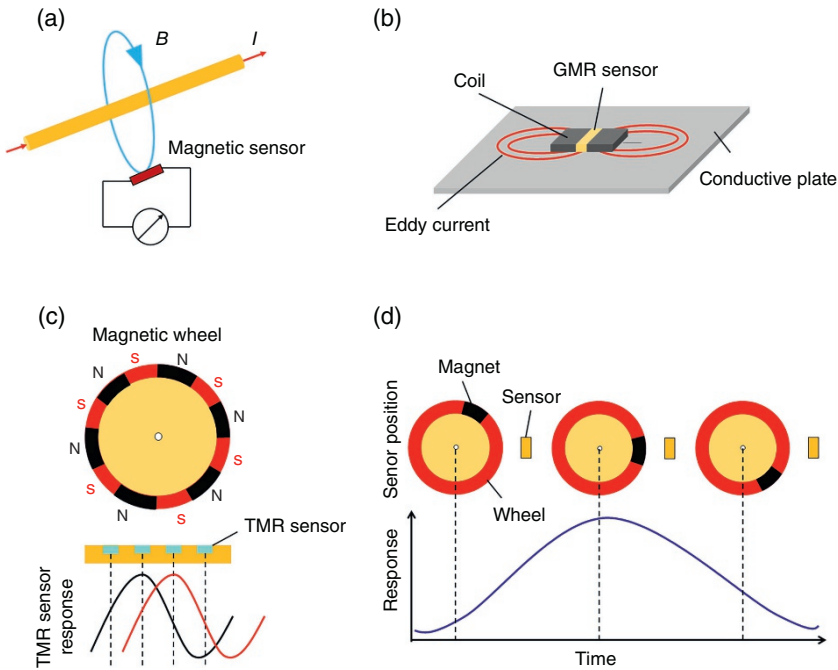 (a)
B
I
Magnetic sensor
(b)
GMR sensor
Coil
Conductive plate
Eddy current
(c)
Magnetic wheel
S
N
N
S
S
N
N
S
S
N
N
S
TMR sensor
TMR sensor
response
(d)
Magnet
Sensor
Senor position
Wheel
Response
Time